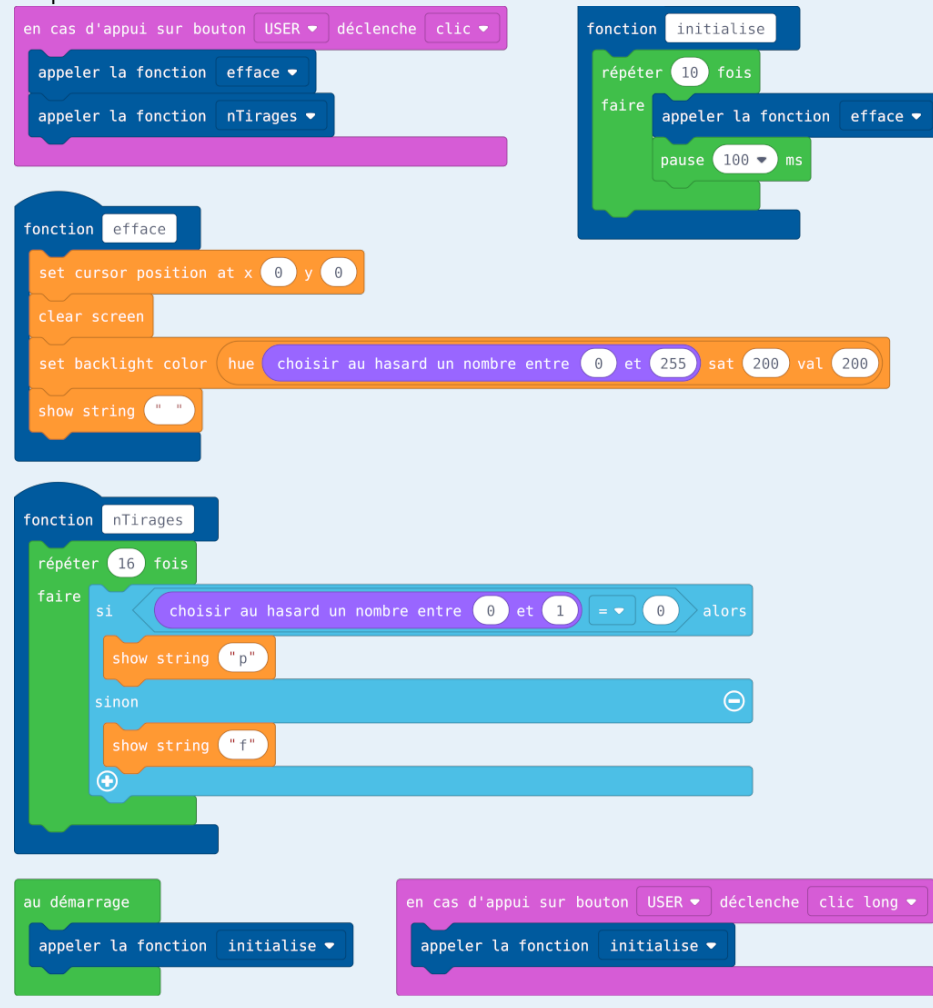 en cas d'appui sur bouton USER déclenche clic
appeler la fonction efface
appeler la fonction nTirages
fonction initialise
répéter 10 fois
faire
appeler la fonction efface
pause 100 ms
fonction efface
set cursor position at x 0 y 0
clear screen
set backlight color hue choisir au hasard un nombre entre 0 et 255 sat 200 val 200
show string " "
fonction nTirages
répéter 16 fois
faire
si choisir au hasard un nombre entre 0 et 1 = 0 alors
show string "p"
sinon
show string "f"
au démarrage
appeler la fonction initialise
en cas d'appui sur bouton USER déclenche clic long
appeler la fonction initialise